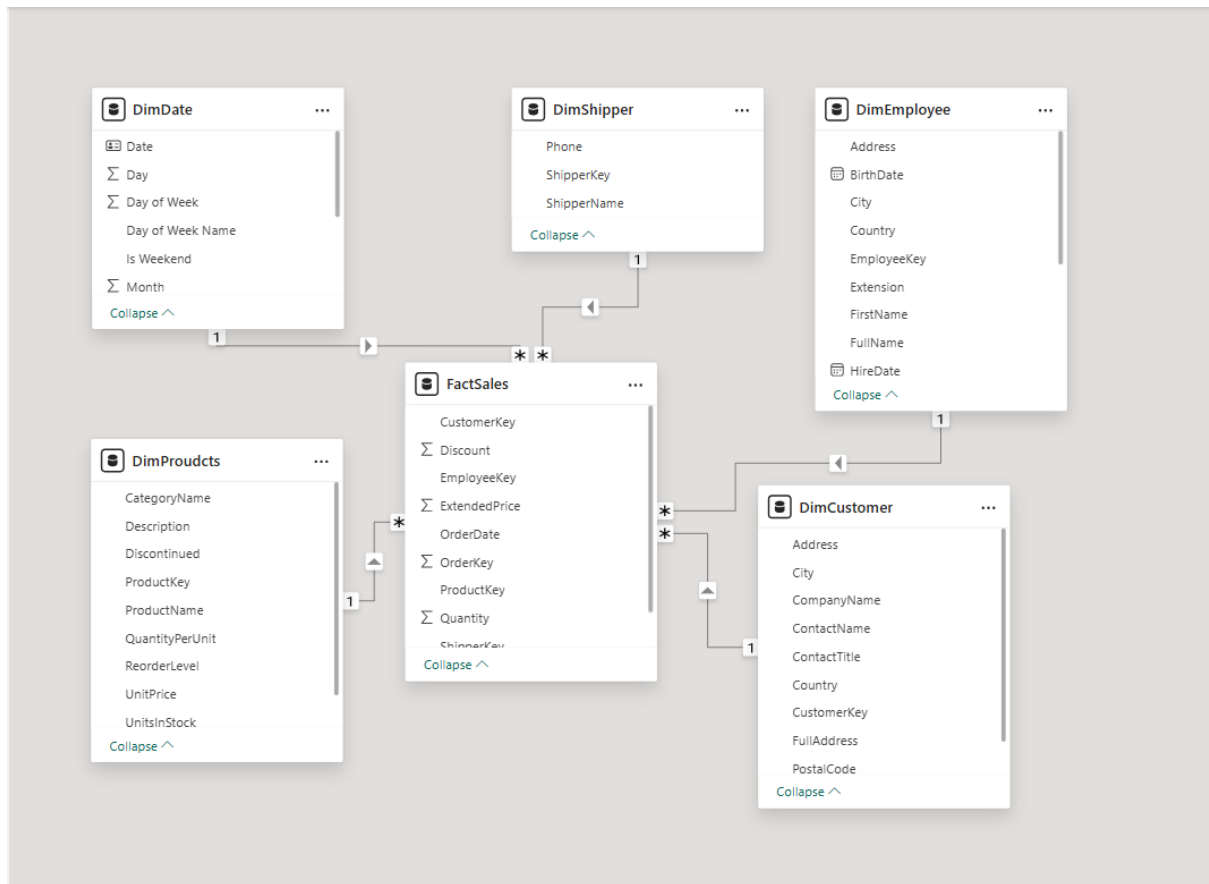 DimDate
Date
Day
Day of Week
Day of Week Name
Is Weekend
Month
Collapse
1
DimShipper
Phone
ShipperKey
ShipperName
Collapse
1
DimEmployee
Address
BirthDate
City
Country
EmployeeKey
Extension
FirstName
FullName
HireDate
Collapse
1
* *
FactSales
CustomerKey
Discount
EmployeeKey
ExtendedPrice
OrderDate
OrderKey
ProductKey
Quantity
ShipperKey
Collapse
*
*
*
DimProudcts
CategoryName
Description
Discontinued
ProductKey
ProductName
QuantityPerUnit
ReorderLevel
UnitPrice
UnitsInStock
Collapse
1
DimCustomer
Address
City
CompanyName
ContactName
ContactTitle
Country
CustomerKey
FullAddress
PostalCode
Collapse
1